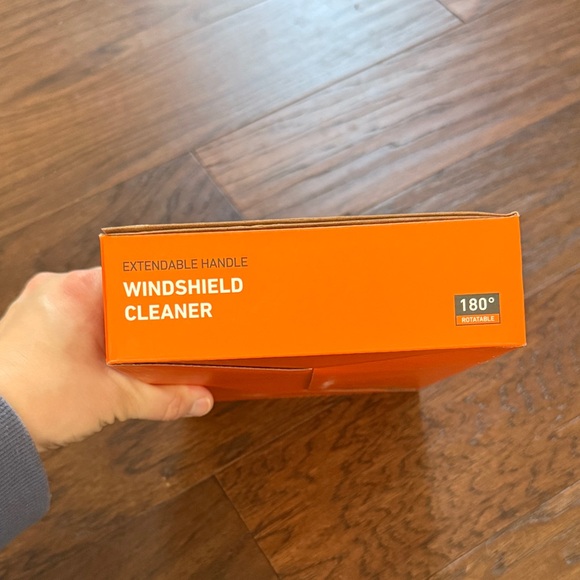 EXTENDABLE HANDLE
WINDSHIELD
CLEANER
180°
ROTATABLE